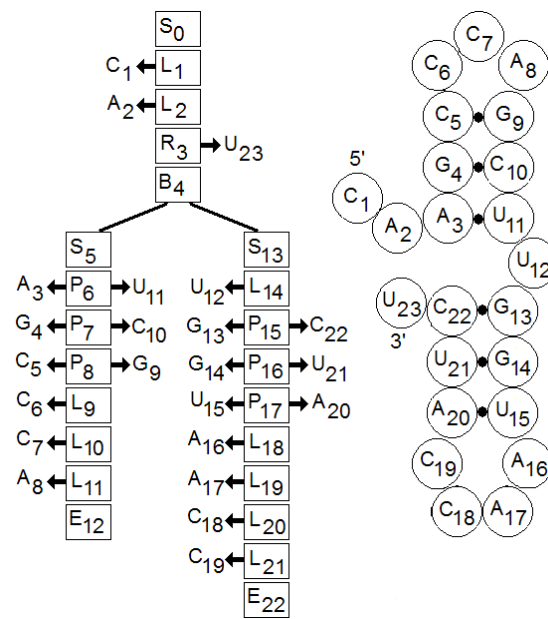 S0
C1 L1
A2 L2
R3 U23
B4
S5
A3 P6 U11
G4 P7 C10
C5 P8 G9
C6 L9
C7 L10
A8 L11
E12
S13
U12 L14
G13 P15 C22
G14 P16 U21
U15 P17 A20
A16 L18
A17 L19
C18 L20
C19 L21
E22
C7
C6 A8
C5 G9
G4 C10
5'
C1 A2 A3 U11
U12
U23 C22 G13
3'
U21 G14
A20 U15
C19 A16
C18 A17